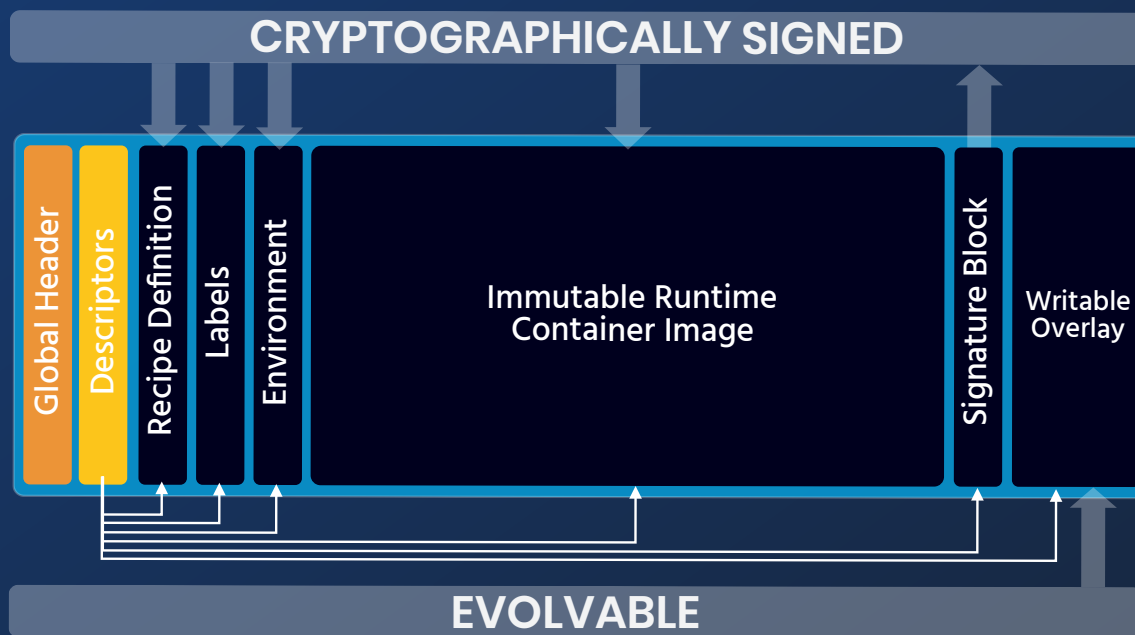 CRYPTOGRAPHICALLY SIGNED
Global Header
Descriptors
Recipe Definition
Labels
Environment
Immutable Runtime
Container Image
Signature Block
Writable
Overlay
EVOLVABLE